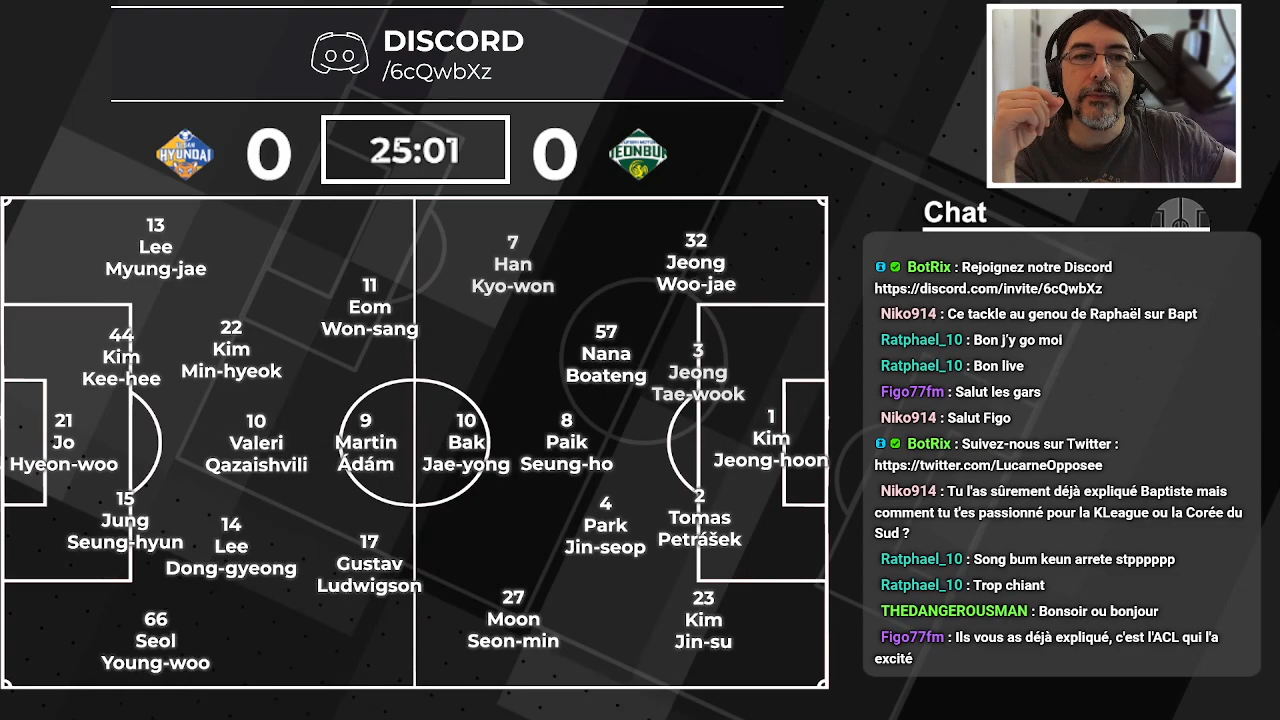 DISCORD
/6cQwbXz
HYUNDAI
0
25:01
0
13
Lee
Myung-jae
11
Eom
Won-sang
7
Han
Kyo-won
32
Jeong
Woo-jae
44
Kim
Kee-hee
22
Kim
Min-hyeok
57
Nana
Boateng
3
Jeong
Tae-wook
21
Jo
Hyeon-woo
10
Valeri
Qazaishvili
9
Martin
Ádám
10
Bak
Jae-yong
8
Paik
Seung-ho
1
Kim
Jeong-hoon
15
Jung
Seung-hyun
14
Lee
Dong-gyeong
17
Gustav
Ludwigson
4
Park
Jin-seop
2
Tomas
Petrášek
66
Seol
Young-woo
27
Moon
Seon-min
23
Kim
Jin-su
Chat
BotRix : Rejoignez notre Discord
https://discord.com/invite/6cQwbXz
Niko914 : Ce tackle au genou de Raphaël sur Bapt
Ratphael_10 : Bon j'y go moi
Ratphael_10 : Bon live
Figo77fm : Salut les gars
Niko914 : Salut Figo
BotRix : Suivez-nous sur Twitter :
https://twitter.com/LucarneOpposee
Niko914 : Tu l'as sûrement déjà expliqué Baptiste mais
comment tu t'es passionné pour la KLeague ou la Corée du
Sud ?
Ratphael_10 : Song bum keun arrete stpppppp
Ratphael_10 : Trop chiant
THEDANGEROUSMAN : Bonsoir ou bonjour
Figo77fm : Ils vous as déjà expliqué, c'est l'ACL qui l'a
excité